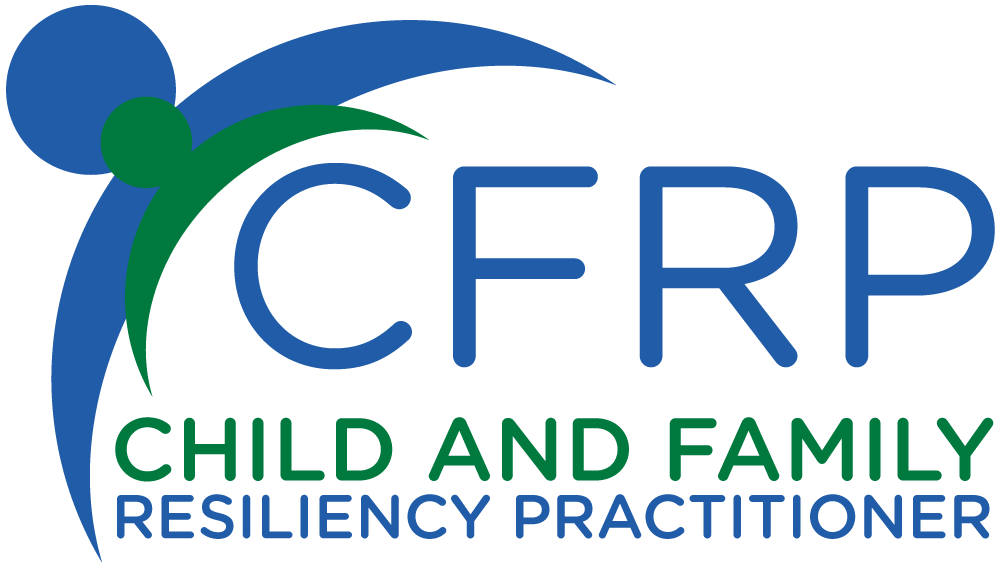 CFRP
CHILD AND FAMILY
RESILIENCY PRACTITIONER